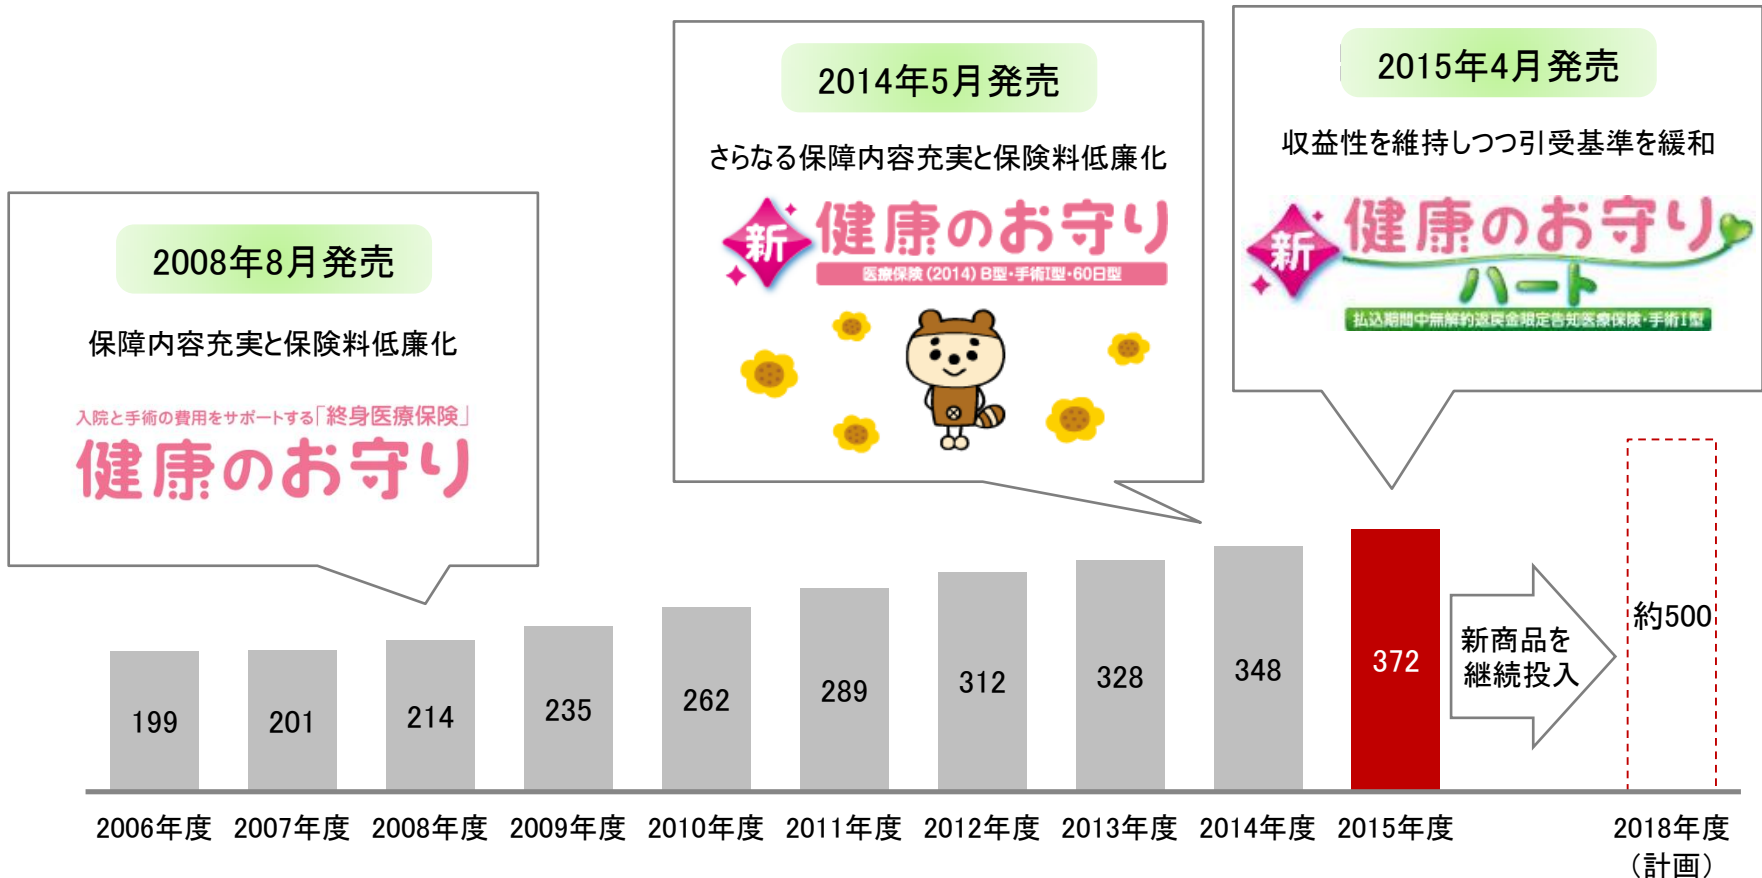 2008年8月発売
保障内容充実と保険料低廉化
入院と手術の費用をサポートする「終身医療保険」
健康のお守り
2014年5月発売
さらなる保障内容充実と保険料低廉化
新 健康のお守り
医療保険(2014) B型・手術I型・60日型
2015年4月発売
収益性を維持しつつ引受基準を緩和
新 健康のお守り
ハート
払込期間中無解約返戻金限定告知医療保険・手術I型
199
201
214
235
262
289
312
328
348
372
新商品を
継続投入
約500
2006年度
2007年度
2008年度
2009年度
2010年度
2011年度
2012年度
2013年度
2014年度
2015年度
2018年度
(計画)